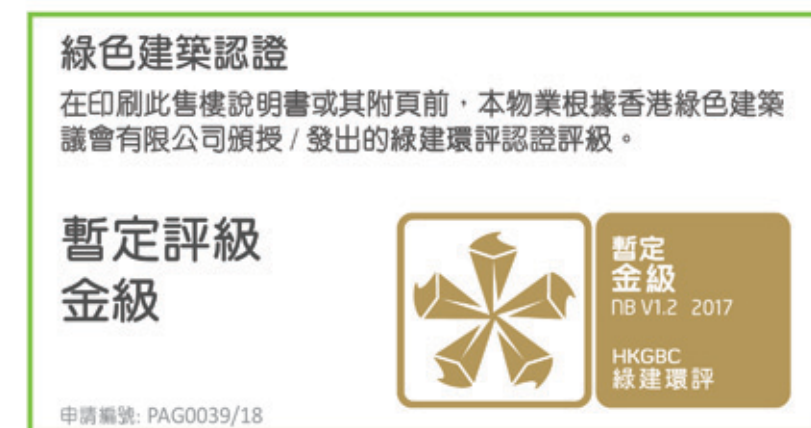 綠色建築認證
在印刷此售樓說明書或其附頁前，本物業根據香港綠色建築
議會有限公司頒授 / 發出的綠建環評認證評級。
暫定評級
金級
暫定
金級
NB V1.2 2017
HKGBC
綠建環評
申請編號: PAG0039/18